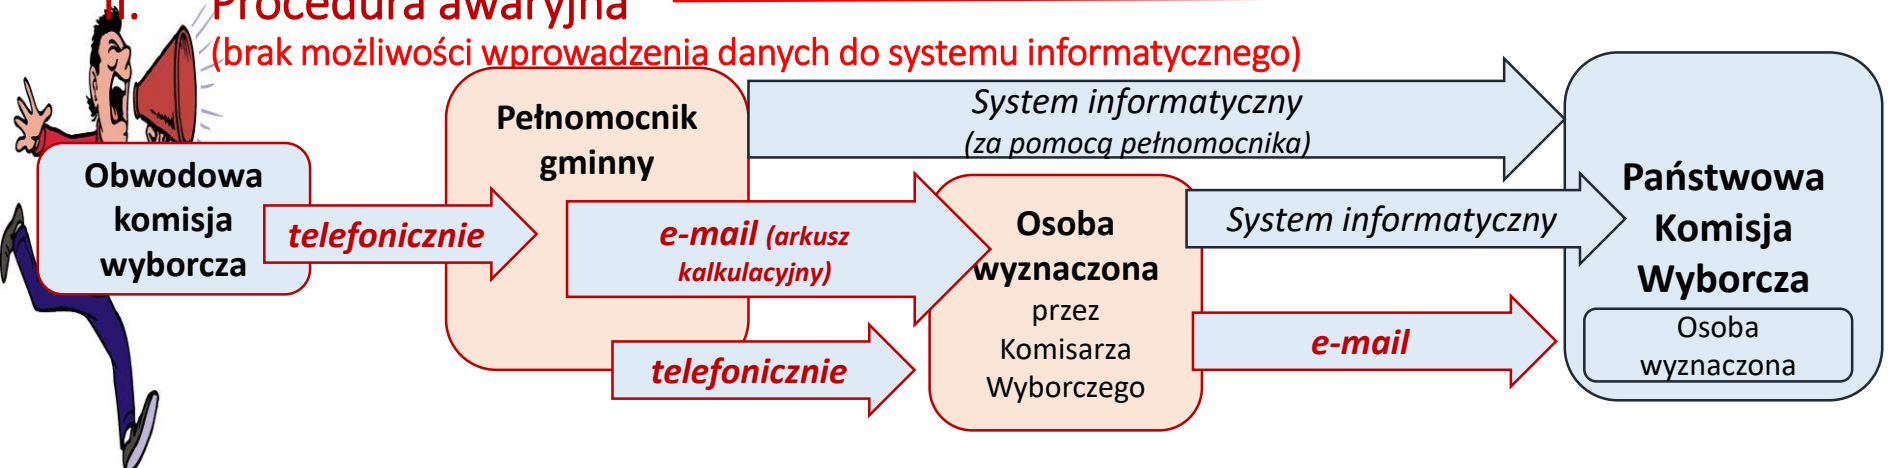 II. Procedura awaryjna
(brak możliwości wprowadzenia danych do systemu informatycznego)
Obwodowa
komisja
wyborcza
telefonicznie
Pełnomocnik
gminny
e-mail (arkusz
kalkulacyjny)
telefonicznie
System informatyczny
(za pomocą pełnomocnika)
Osoba
wyznaczona
przez
Komisarza
Wyborczego
System informatyczny
e-mail
Państwowa
Komisja
Wyborcza
Osoba
wyznaczona